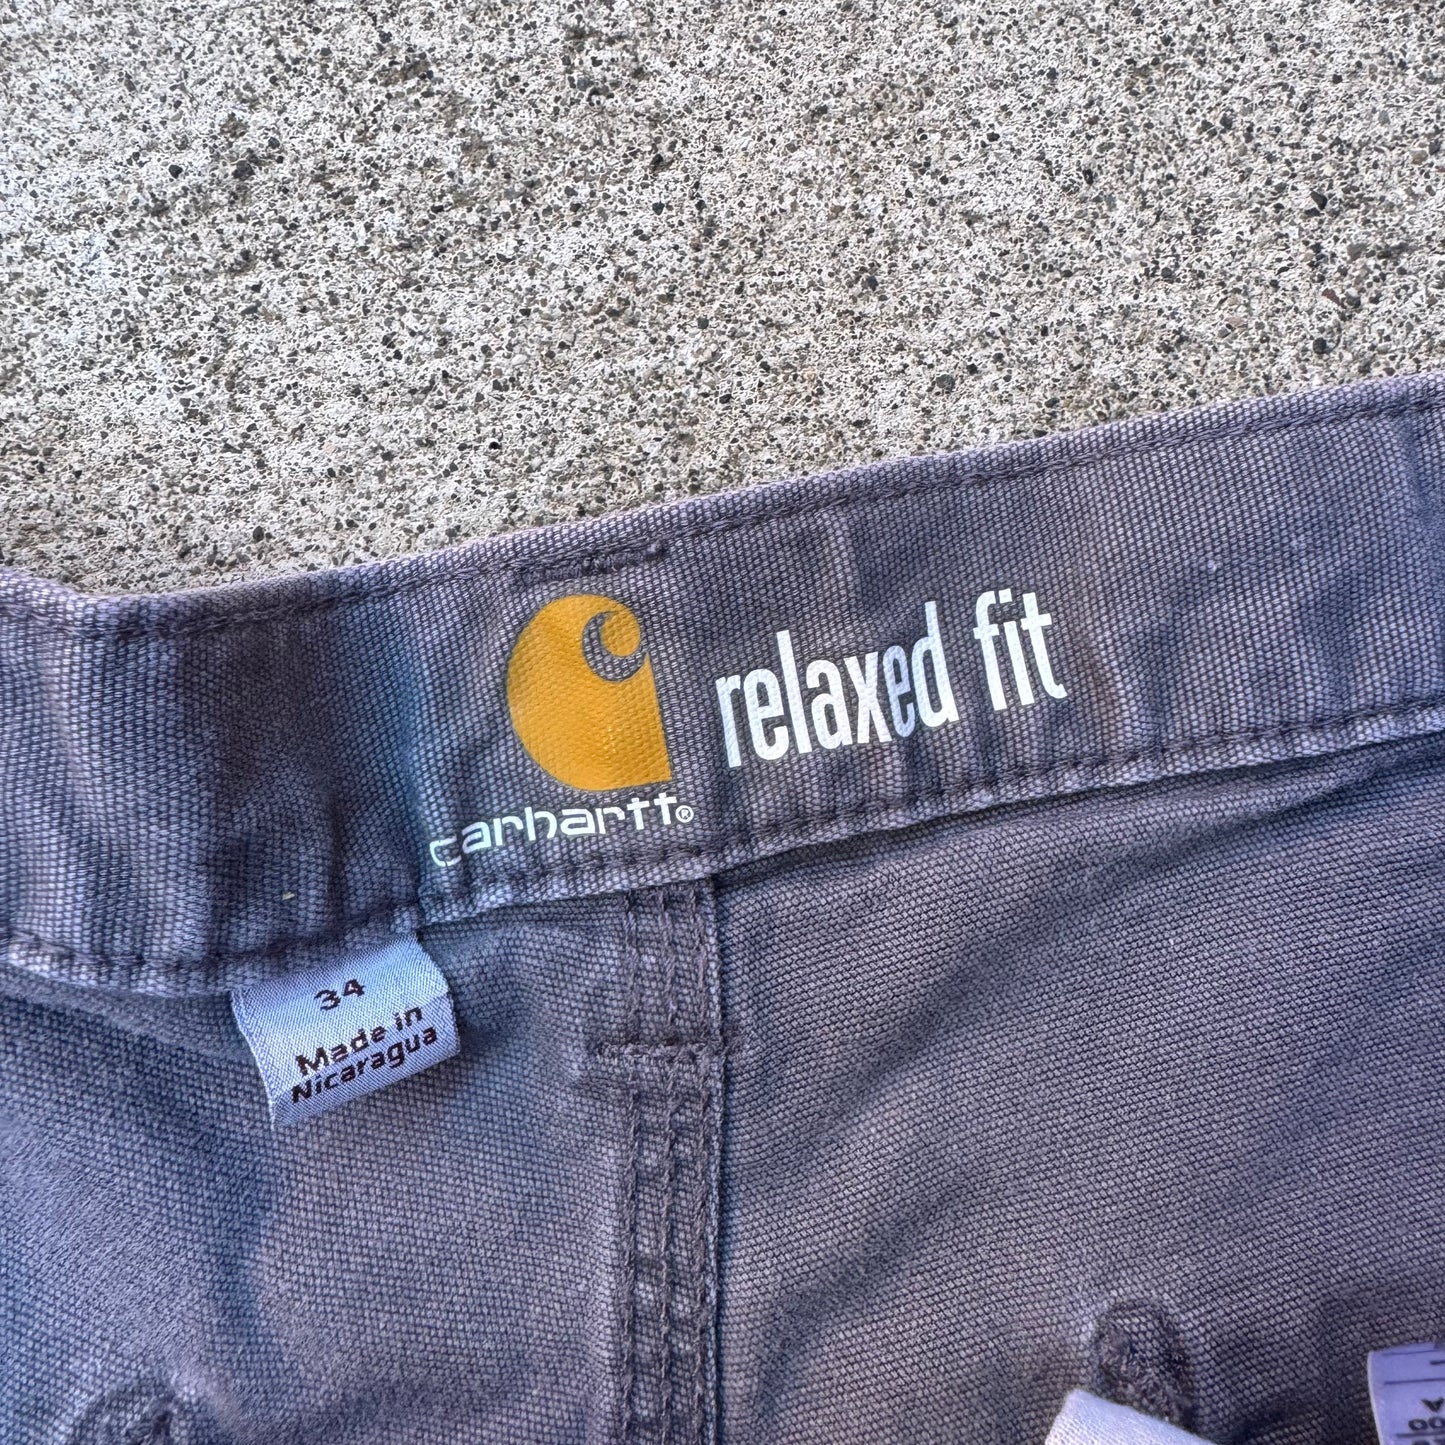 relaxed fit
carhartt®
34
Made in
Nicaragua